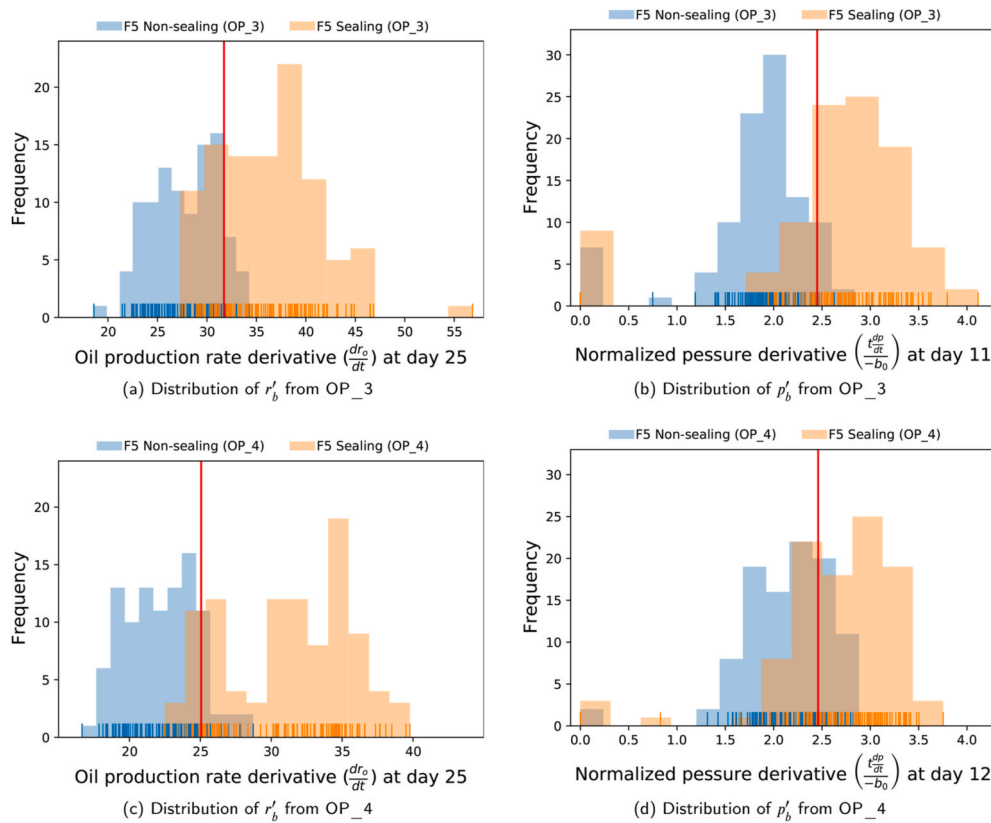 F5 Non-sealing (OP_3) F5 Sealing (OP_3)
Frequency
20
15
10
5
0
20 25 30 35 40 45 50 55
Oil production rate derivative (dr_o/dt) at day 25
(a) Distribution of r'_b from OP_3
F5 Non-sealing (OP_3) F5 Sealing (OP_3)
Frequency
30
25
20
15
10
5
0
0.0 0.5 1.0 1.5 2.0 2.5 3.0 3.5 4.0
Normalized pessure derivative (t dp/dt / -b_0) at day 11
(b) Distribution of p'_b from OP_3
F5 Non-sealing (OP_4) F5 Sealing (OP_4)
Frequency
20
15
10
5
0
20 25 30 35 40
Oil production rate derivative (dr_o/dt) at day 25
(c) Distribution of r'_b from OP_4
F5 Non-sealing (OP_4) F5 Sealing (OP_4)
Frequency
30
25
20
15
10
5
0
0.0 0.5 1.0 1.5 2.0 2.5 3.0 3.5 4.0
Normalized pessure derivative (t dp/dt / -b_0) at day 12
(d) Distribution of p'_b from OP_4